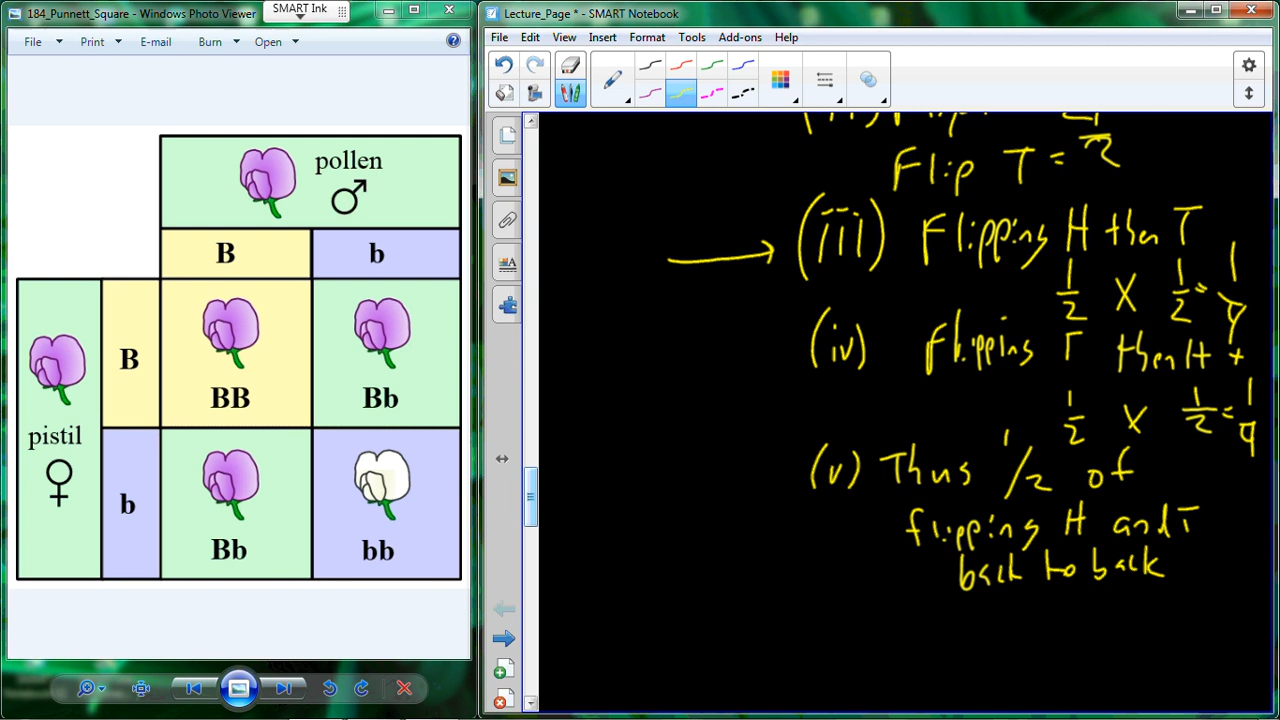 184_Punnett_Square - Windows Photo Viewer
SMART Ink
File Print E-mail Burn Open
pollen
♂
B b
B
BB Bb
pistil
♀
b
Bb bb
Lecture_Page * - SMART Notebook
File Edit View Insert Format Tools Add-ons Help
Flip T = 
(iii) Flipping H then T
1/2 X 1/2 = 1/4
(iv) Flipping T then H +
1/2 X 1/2 = 1/4
(v) Thus 1/2 of
flipping H and T
back to back